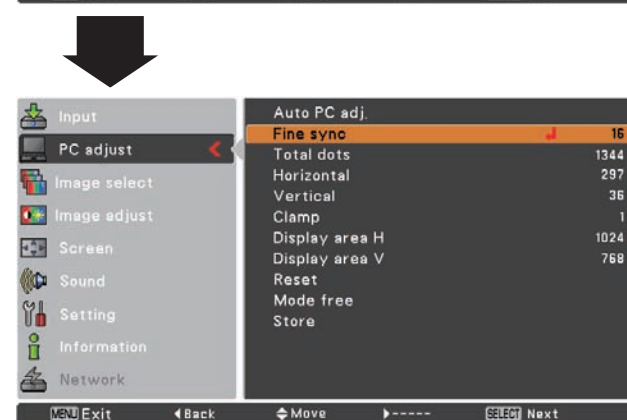 Input
PC adjust
Image select
Image adjust
Screen
Sound
Setting
Information
Network
Auto PC adj.
Fine sync 16
Total dots 1344
Horizontal 297
Vertical 36
Clamp 1
Display area H 1024
Display area V 768
Reset
Mode free
Store
MENU Exit Back Move ----- SELECT Next